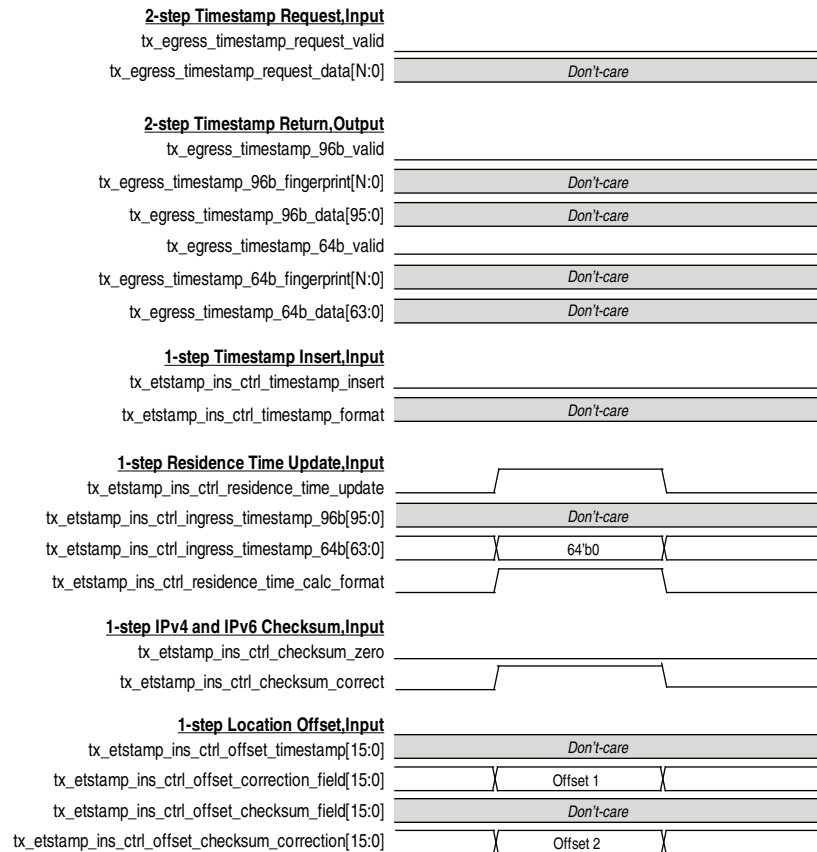 2-step Timestamp Request,Input
tx_egress_timestamp_request_valid
tx_egress_timestamp_request_data[N:0] Don't-care
2-step Timestamp Return,Output
tx_egress_timestamp_96b_valid
tx_egress_timestamp_96b_fingerprint[N:0] Don't-care
tx_egress_timestamp_96b_data[95:0] Don't-care
tx_egress_timestamp_64b_valid
tx_egress_timestamp_64b_fingerprint[N:0] Don't-care
tx_egress_timestamp_64b_data[63:0] Don't-care
1-step Timestamp Insert,Input
tx_etstamp_ins_ctrl_timestamp_insert
tx_etstamp_ins_ctrl_timestamp_format Don't-care
1-step Residence Time Update,Input
tx_etstamp_ins_ctrl_residence_time_update
tx_etstamp_ins_ctrl_ingress_timestamp_96b[95:0] Don't-care
tx_etstamp_ins_ctrl_ingress_timestamp_64b[63:0] 64'b0
tx_etstamp_ins_ctrl_residence_time_calc_format
1-step IPv4 and IPv6 Checksum,Input
tx_etstamp_ins_ctrl_checksum_zero
tx_etstamp_ins_ctrl_checksum_correct
1-step Location Offset,Input
tx_etstamp_ins_ctrl_offset_timestamp[15:0] Don't-care
tx_etstamp_ins_ctrl_offset_correction_field[15:0] Offset 1
tx_etstamp_ins_ctrl_offset_checksum_field[15:0] Don't-care
tx_etstamp_ins_ctrl_offset_checksum_correction[15:0] Offset 2